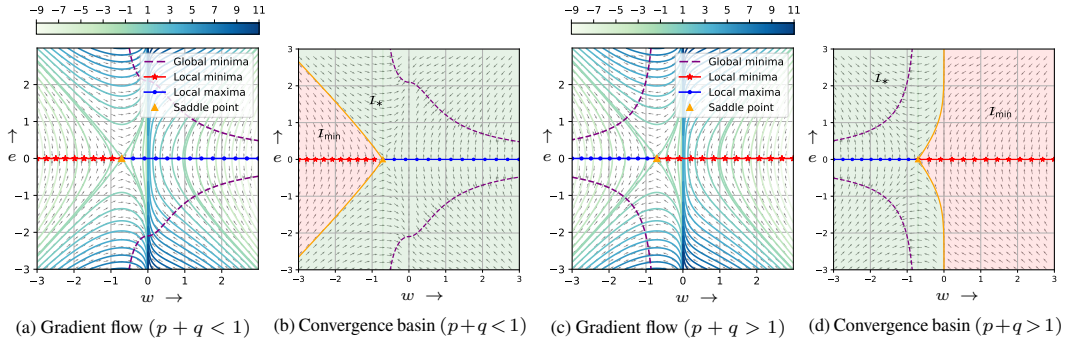 −9 −7 −5 −3 −1 1 3 5 7 9 11
−9 −7 −5 −3 −1 1 3 5 7 9 11
Global minima
Local minima
Local maxima
Saddle point
e →
2
1
0
−1
−2
−3
−3 −2 −1 0 1 2
w →
(a) Gradient flow (p + q < 1)
3
2
1
0
−1
−2
−3
I*
Imin
e →
−3 −2 −1 0 1 2 3
w →
(b) Convergence basin (p+q < 1)
Global minima
Local minima
Local maxima
Saddle point
e →
2
1
0
−1
−2
−3
−3 −2 −1 0 1 2
w →
(c) Gradient flow (p + q > 1)
3
2
1
0
−1
−2
−3
I*
Imin
e →
−3 −2 −1 0 1 2 3
w →
(d) Convergence basin (p+q > 1)